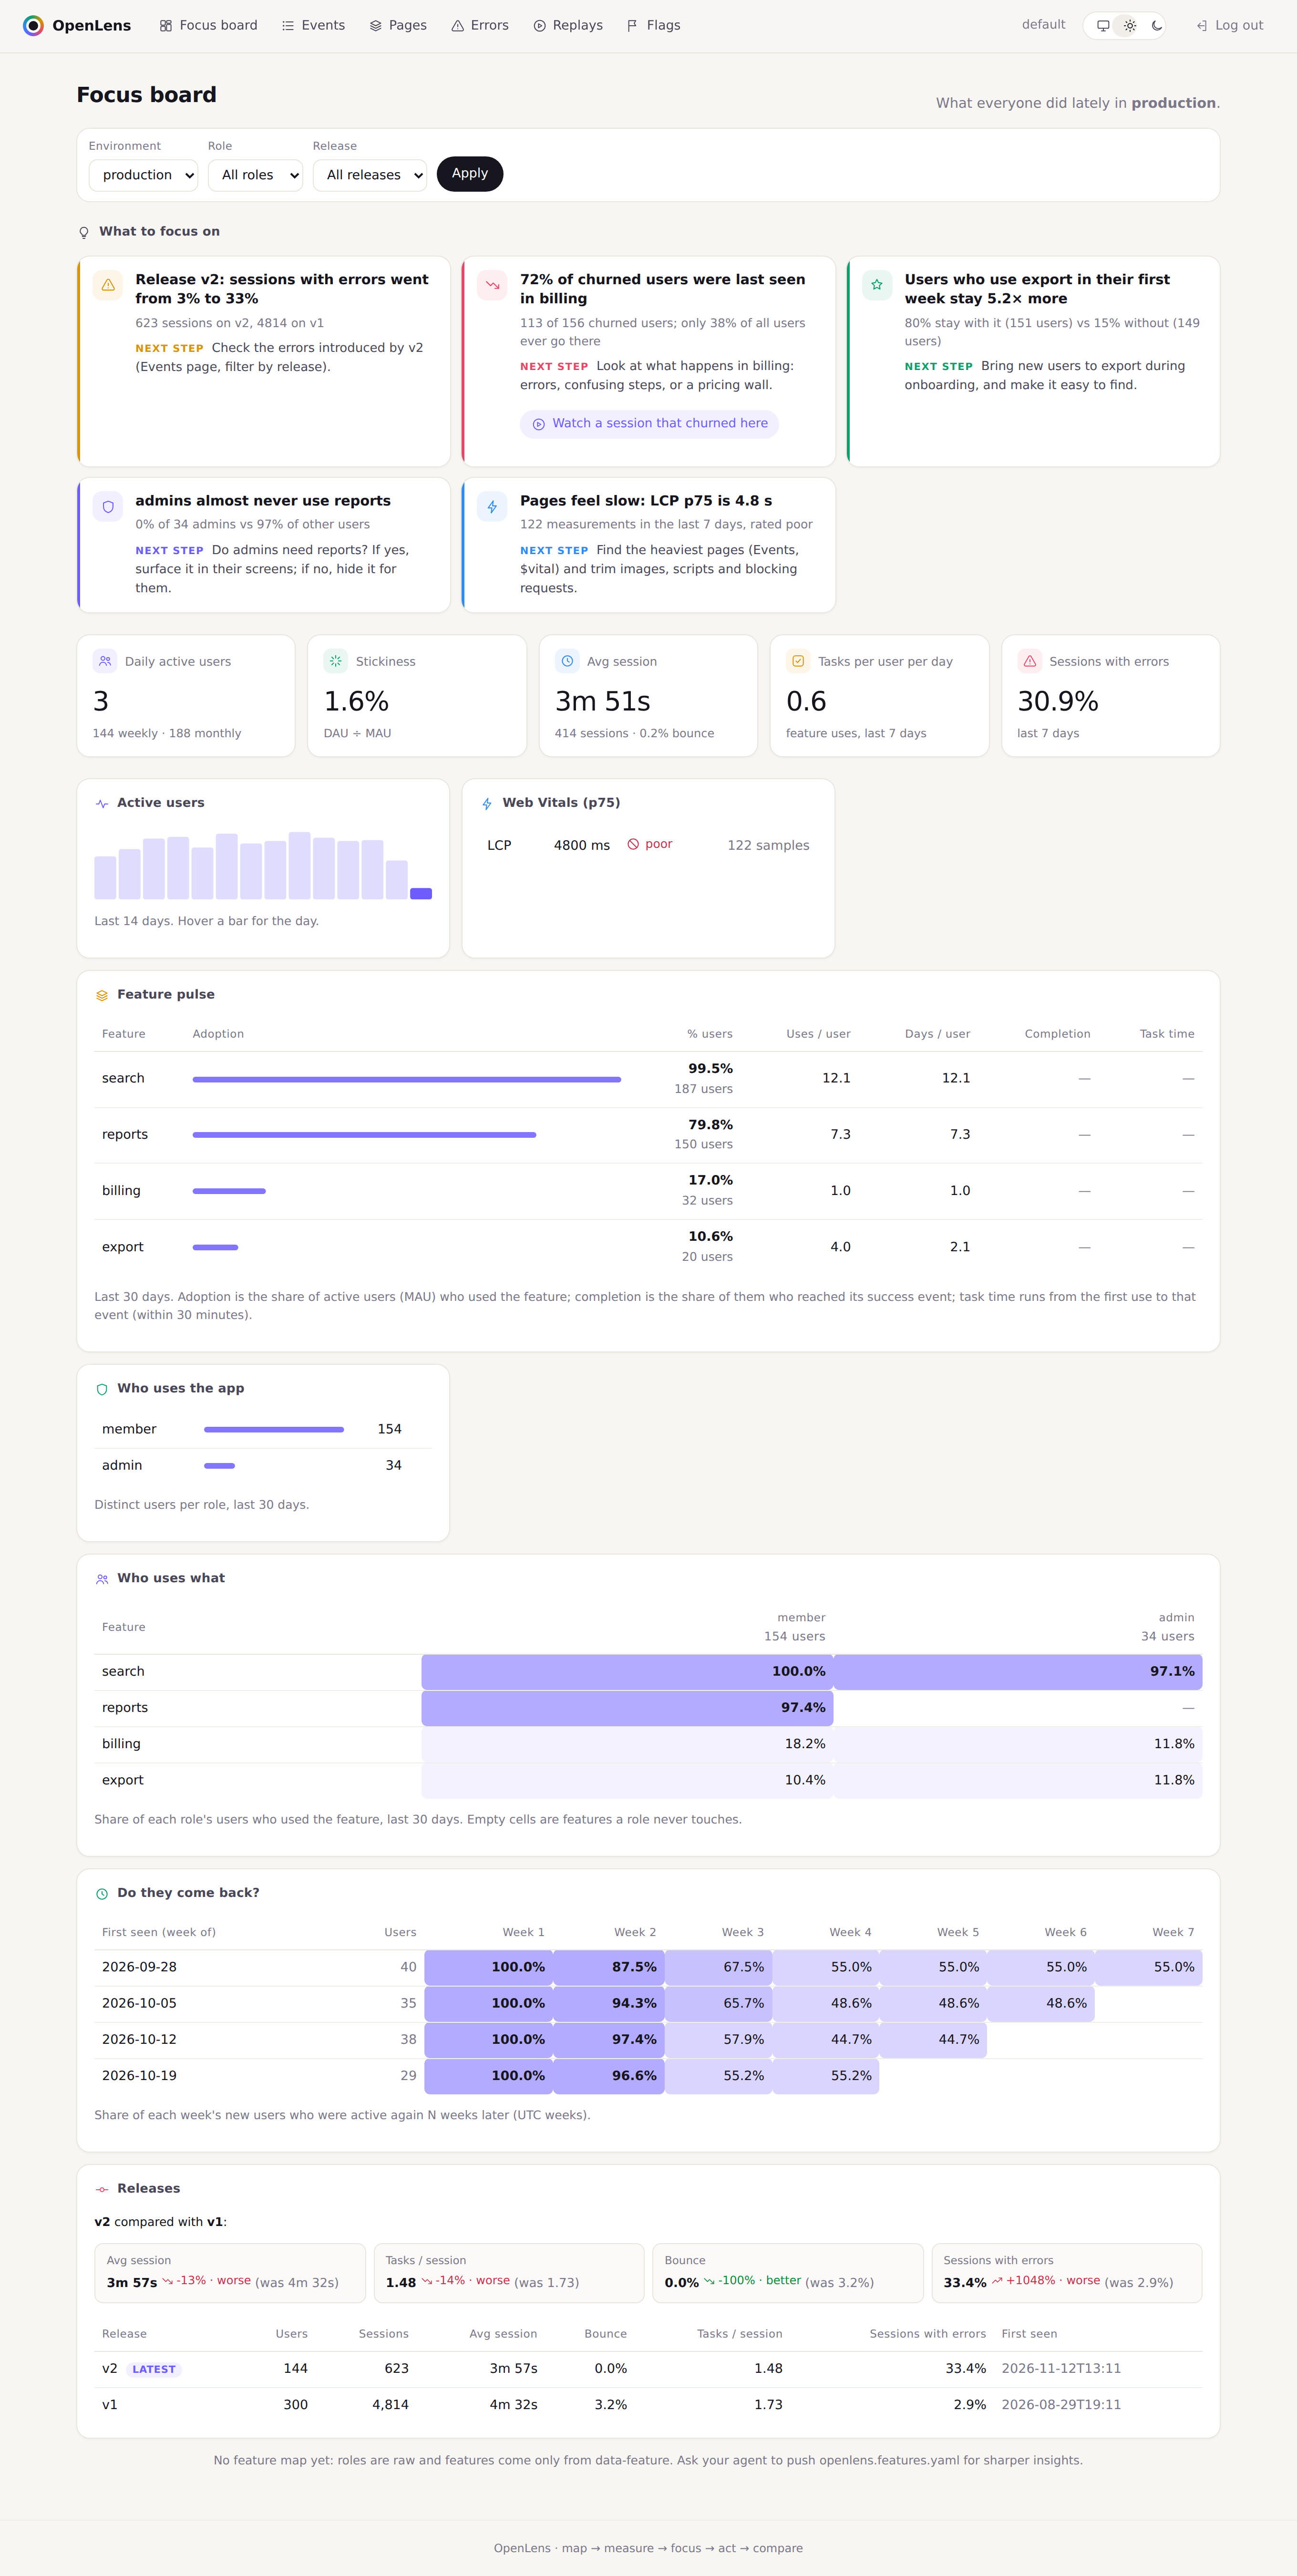 OpenLens
Focus board
Events
Pages
Errors
Replays
Flags
default
Log out
Focus board
What everyone did lately in production.
Environment
Role
Release
production
All roles
All releases
Apply
What to focus on
Release v2: sessions with errors went
from 3% to 33%
623 sessions on v2, 4814 on v1
NEXT STEP Check the errors introduced by v2
(Events page, filter by release).
72% of churned users were last seen
in billing
113 of 156 churned users; only 38% of all users
ever go there
NEXT STEP Look at what happens in billing:
errors, confusing steps, or a pricing wall.
Watch a session that churned here
Users who use export in their first
week stay 5.2× more
80% stay with it (151 users) vs 15% without (149
users)
NEXT STEP Bring new users to export during
onboarding, and make it easy to find.
admins almost never use reports
0% of 34 admins vs 97% of other users
NEXT STEP Do admins need reports? If yes,
surface it in their screens; if no, hide it for
them.
Pages feel slow: LCP p75 is 4.8 s
122 measurements in the last 7 days, rated poor
NEXT STEP Find the heaviest pages (Events,
$vital) and trim images, scripts and blocking
requests.
Daily active users
3
144 weekly · 188 monthly
Stickiness
1.6%
DAU ÷ MAU
Avg session
3m 51s
414 sessions · 0.2% bounce
Tasks per user per day
0.6
feature uses, last 7 days
Sessions with errors
30.9%
last 7 days
Active users
Last 14 days. Hover a bar for the day.
Web Vitals (p75)
LCP 4800 ms poor 122 samples
Feature pulse
Feature Adoption % users Uses / user Days / user Completion Task time
search 99.5% 12.1 12.1 — —
187 users
reports 79.8% 7.3 7.3 — —
150 users
billing 17.0% 1.0 1.0 — —
32 users
export 10.6% 4.0 2.1 — —
20 users
Last 30 days. Adoption is the share of active users (MAU) who used the feature; completion is the share of them who reached its success event; task time runs from the first use to that
event (within 30 minutes).
Who uses the app
member 154
admin 34
Distinct users per role, last 30 days.
Who uses what
Feature member admin
154 users 34 users
search 100.0% 97.1%
reports 97.4% —
billing 18.2% 11.8%
export 10.4% 11.8%
Share of each role's users who used the feature, last 30 days. Empty cells are features a role never touches.
Do they come back?
First seen (week of) Users Week 1 Week 2 Week 3 Week 4 Week 5 Week 6 Week 7
2026-09-28 40 100.0% 87.5% 67.5% 55.0% 55.0% 55.0% 55.0%
2026-10-05 35 100.0% 94.3% 65.7% 48.6% 48.6% 48.6%
2026-10-12 38 100.0% 97.4% 57.9% 44.7% 44.7%
2026-10-19 29 100.0% 96.6% 55.2% 55.2%
Share of each week's new users who were active again N weeks later (UTC weeks).
Releases
v2 compared with v1:
Avg session
3m 57s -13% · worse (was 4m 32s)
Tasks / session
1.48 -14% · worse (was 1.73)
Bounce
0.0% -100% · better (was 3.2%)
Sessions with errors
33.4% +1048% · worse (was 2.9%)
Release Users Sessions Avg session Bounce Tasks / session Sessions with errors First seen
v2 LATEST 144 623 3m 57s 0.0% 1.48 33.4% 2026-11-12T13:11
v1 300 4,814 4m 32s 3.2% 1.73 2.9% 2026-08-29T19:11
No feature map yet: roles are raw and features come only from data-feature. Ask your agent to push openlens.features.yaml for sharper insights.
OpenLens · map → measure → focus → act → compare